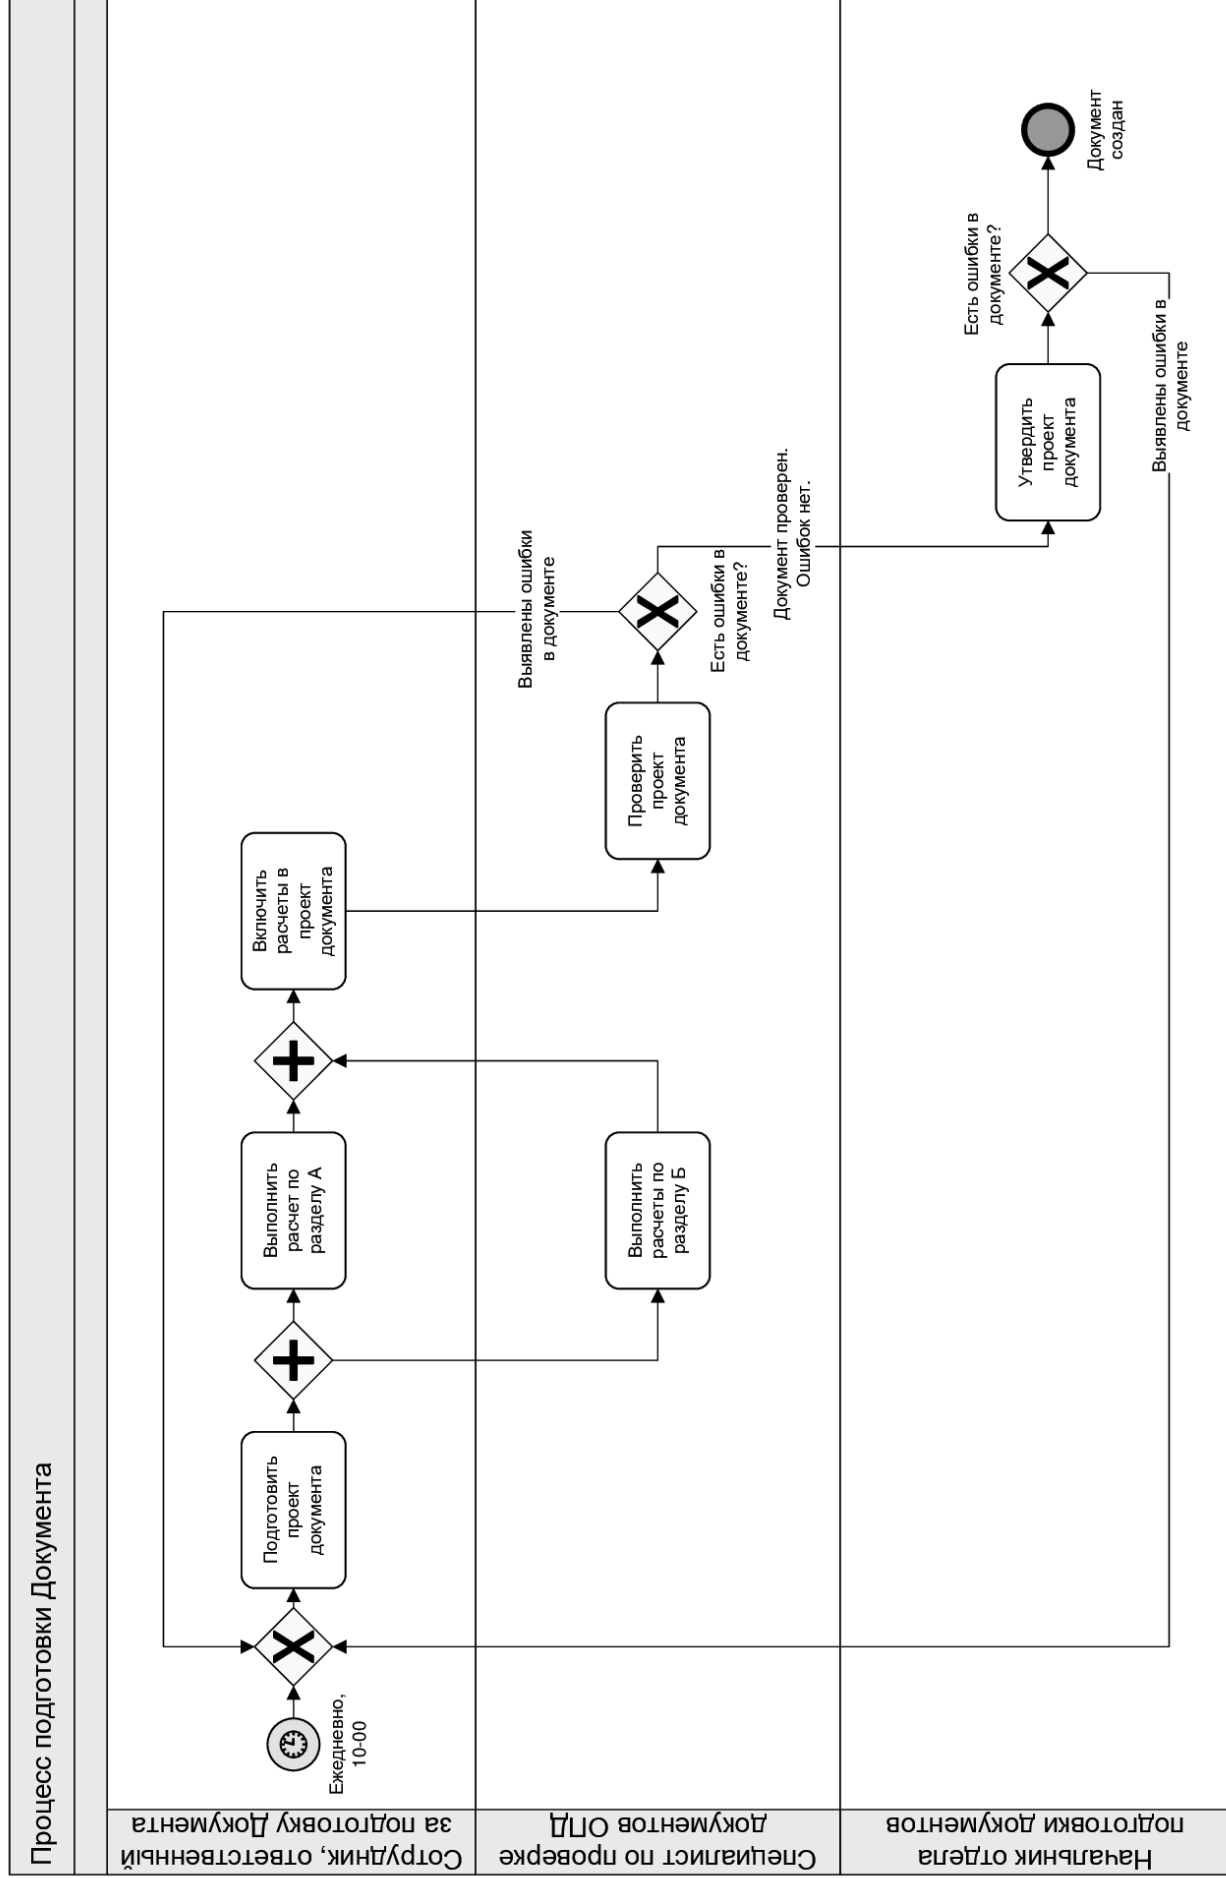 Процесс подготовки Документа
Сотрудник, ответственный
за подготовку Документа
Ежедневно,
10-00
Подготовить
проект
документа
Выполнить
расчет по
разделу А
Включить
расчеты в
проект
документа
Специалист по проверке
документов ОПД
Выполнить
расчеты по
разделу Б
Проверить
проект
документа
Есть ошибки в
документе?
Выявлены ошибки
в документе
Документ проверен.
Ошибок нет.
Начальник отдела
подготовки документов
Утвердить
проект
документа
Есть ошибки в
документе?
Выявлены ошибки в
документе
Документ
создан